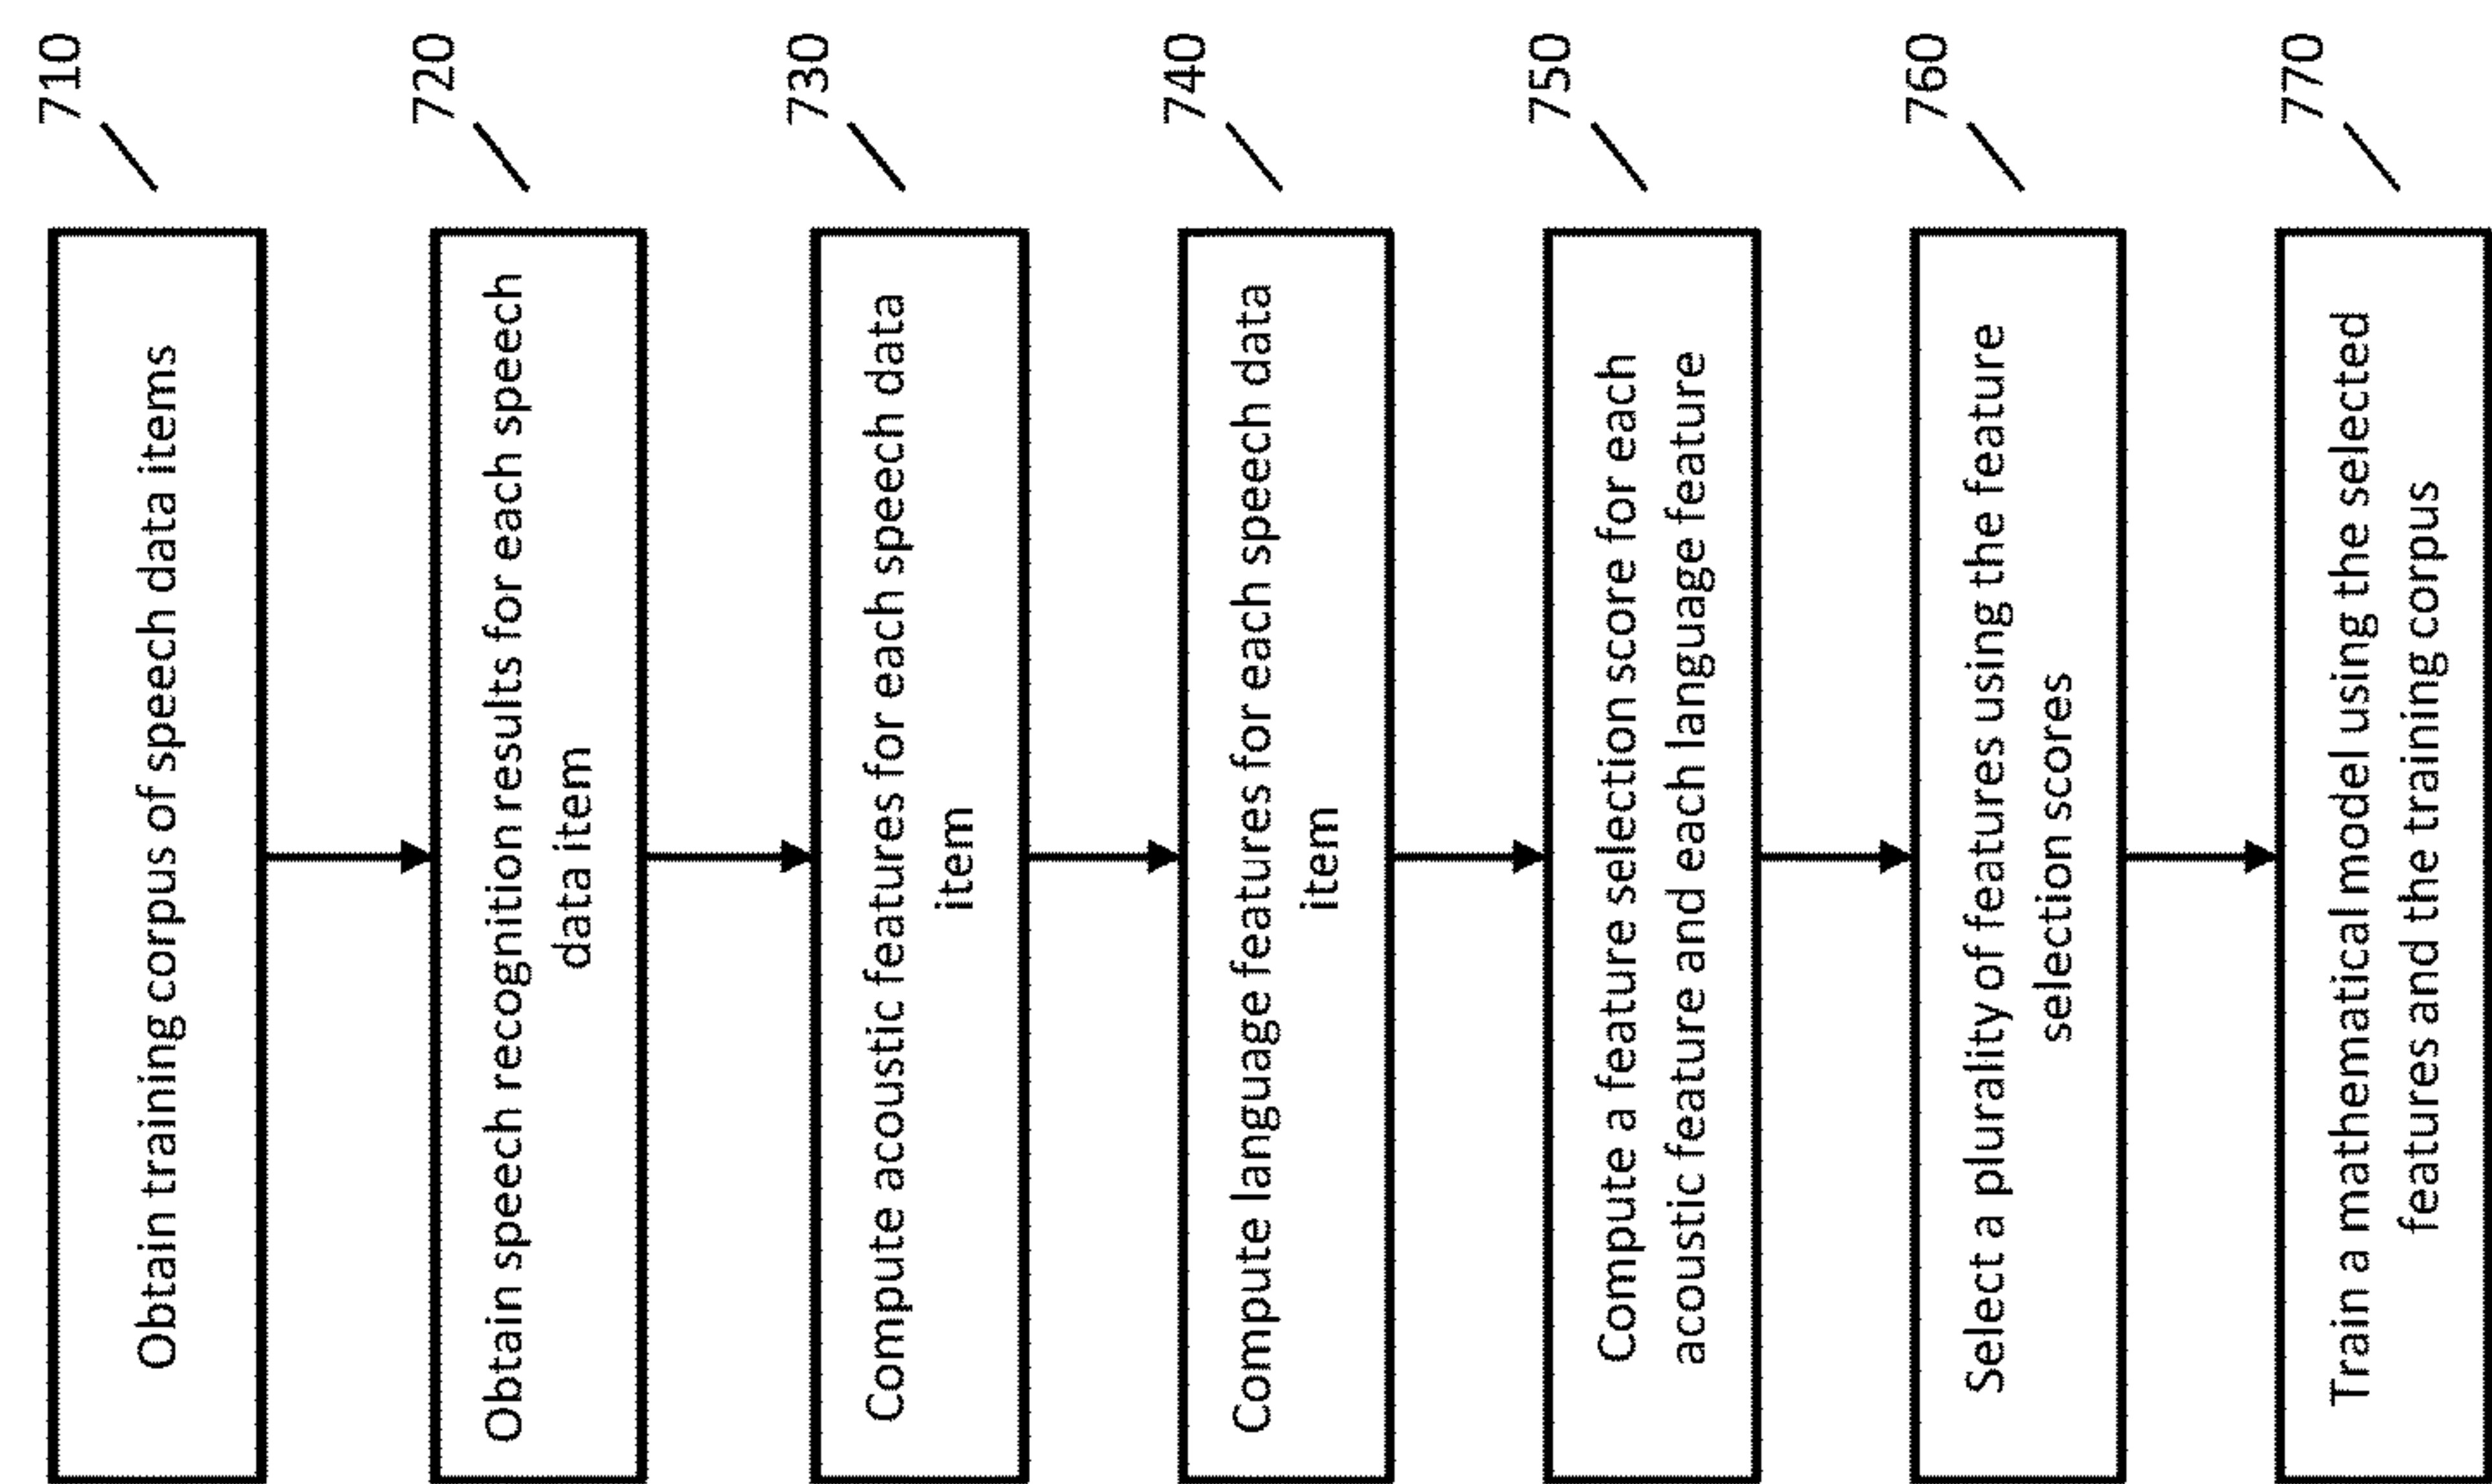 710
Obtain training corpus of speech data items
720
Obtain speech recognition results for each speech
data item
730
Compute acoustic features for each speech data
item
740
Compute language features for each speech data
item
750
Compute a feature selection score for each
acoustic feature and each language feature
760
Select a plurality of features using the feature
selection scores
770
Train a mathematical model using the selected
features and the training corpus